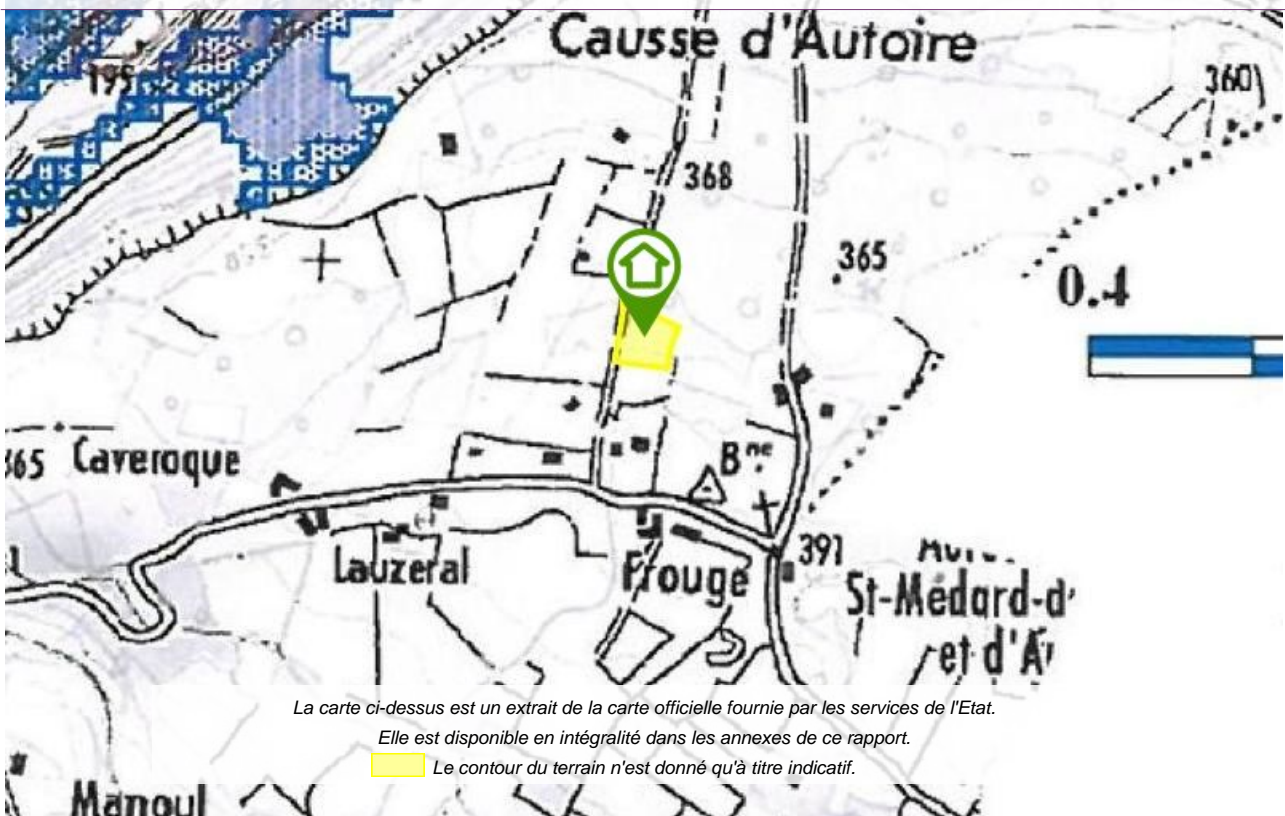 Causse d'Autoire
195
360
368
365
0.4
Caveroque
Bne
Lauzeral
Frouge
391
St-Médard-d'
et d'A
La carte ci-dessus est un extrait de la carte officielle fournie par les services de l'Etat.
Elle est disponible en intégralité dans les annexes de ce rapport.
Le contour du terrain n'est donné qu'à titre indicatif.
Manoul